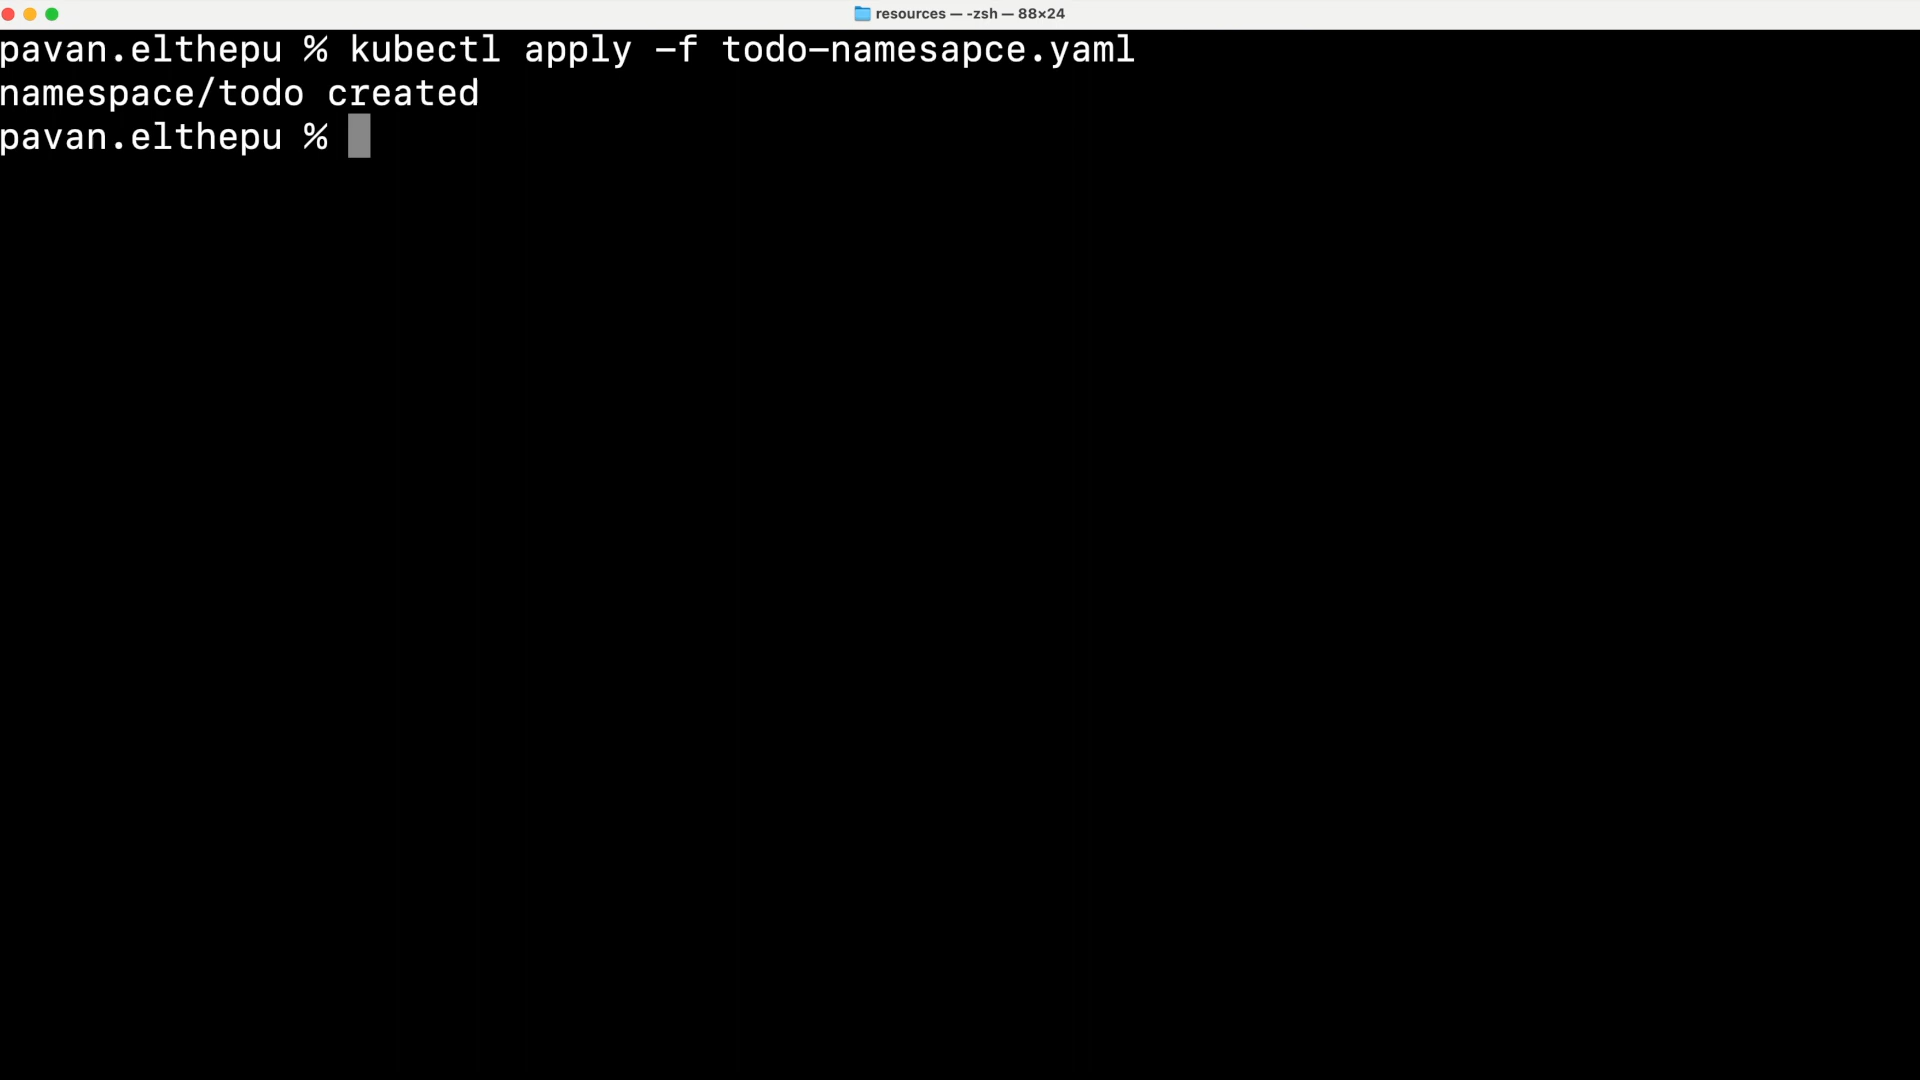 resources — -zsh — 88×24
pavan.elthepu % kubectl apply -f todo-namesapce.yaml
namespace/todo created
pavan.elthepu %